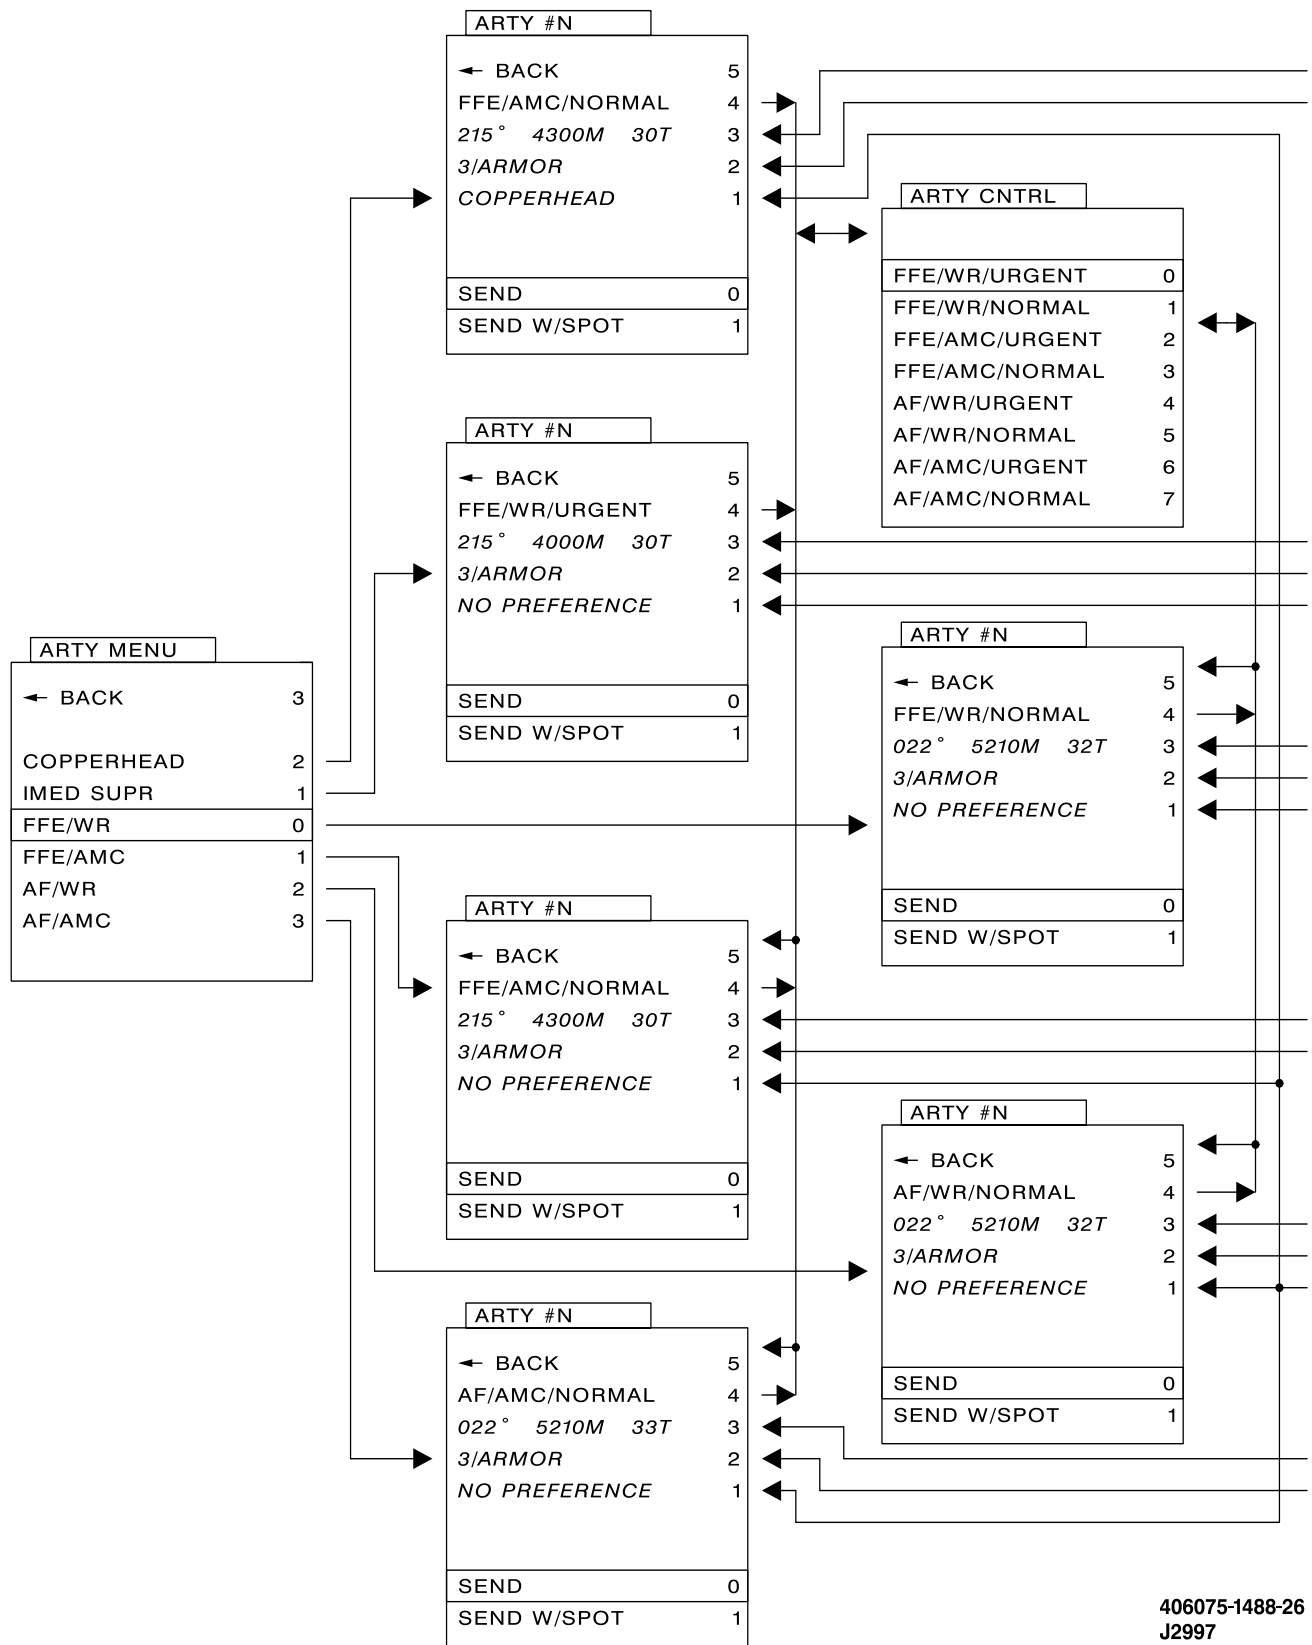 ARTY #N
← BACK 5
FFE/AMC/NORMAL 4
215° 4300M 30T 3
3/ARMOR 2
COPPERHEAD 1
SEND 0
SEND W/SPOT 1
ARTY CNTRL
FFE/WR/URGENT 0
FFE/WR/NORMAL 1
FFE/AMC/URGENT 2
FFE/AMC/NORMAL 3
AF/WR/URGENT 4
AF/WR/NORMAL 5
AF/AMC/URGENT 6
AF/AMC/NORMAL 7
ARTY #N
← BACK 5
FFE/WR/URGENT 4
215° 4000M 30T 3
3/ARMOR 2
NO PREFERENCE 1
SEND 0
SEND W/SPOT 1
ARTY MENU
← BACK 3
COPPERHEAD 2
IMED SUPR 1
FFE/WR 0
FFE/AMC 1
AF/WR 2
AF/AMC 3
ARTY #N
← BACK 5
FFE/WR/NORMAL 4
022° 5210M 32T 3
3/ARMOR 2
NO PREFERENCE 1
SEND 0
SEND W/SPOT 1
ARTY #N
← BACK 5
FFE/AMC/NORMAL 4
215° 4300M 30T 3
3/ARMOR 2
NO PREFERENCE 1
SEND 0
SEND W/SPOT 1
ARTY #N
← BACK 5
AF/WR/NORMAL 4
022° 5210M 32T 3
3/ARMOR 2
NO PREFERENCE 1
SEND 0
SEND W/SPOT 1
ARTY #N
← BACK 5
AF/AMC/NORMAL 4
022° 5210M 33T 3
3/ARMOR 2
NO PREFERENCE 1
SEND 0
SEND W/SPOT 1
406075-1488-26
J2997